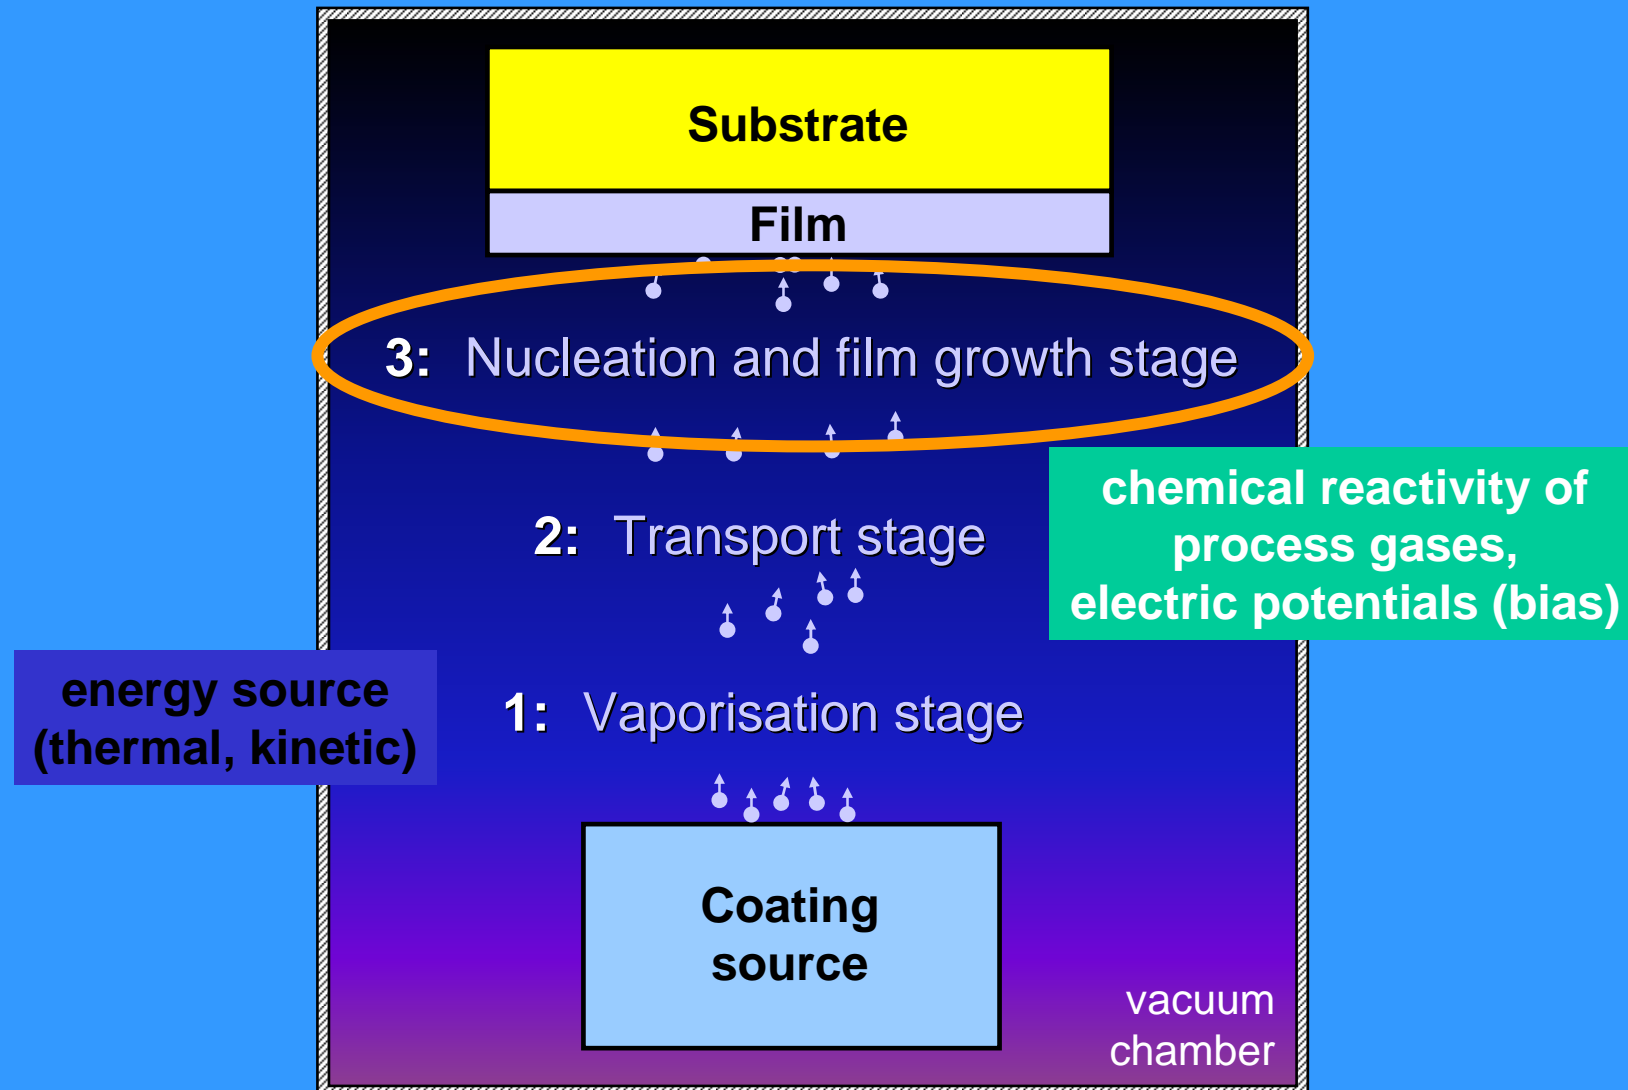 Substrate
Film
3: Nucleation and film growth stage
chemical reactivity of
process gases,
electric potentials (bias)
2: Transport stage
energy source
(thermal, kinetic)
1: Vaporisation stage
Coating
source
vacuum
chamber